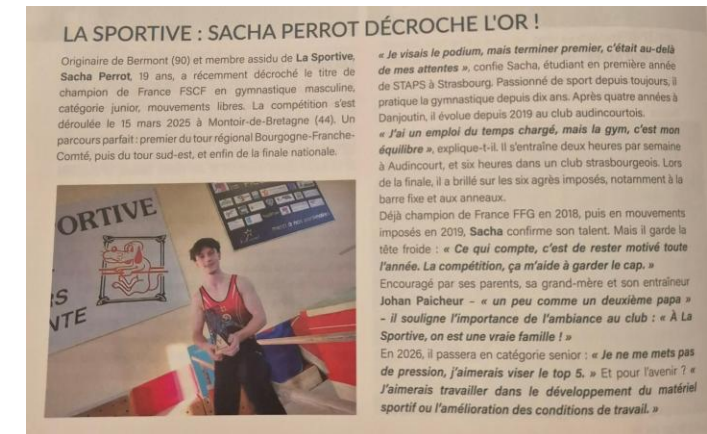 LA SPORTIVE : SACHA PERROT DÉCROCHE L'OR !
Originaire de Bermont (90) et membre assidu de La Sportive,
Sacha Perrot, 19 ans, a récemment décroché le titre de
champion de France FSCF en gymnastique masculine,
catégorie junior, mouvements libres. La compétition s'est
déroulée le 15 mars 2025 à Montoir-de-Bretagne (44). Un
parcours parfait : premier du tour régional Bourgogne-Franche-
Comté, puis du tour sud-est, et enfin de la finale nationale.
PORTIVE
RS
NTE
« Je visais le podium, mais terminer premier, c'était au-delà
de mes attentes », confie Sacha, étudiant en première année
de STAPS à Strasbourg. Passionné de sport depuis toujours, il
pratique la gymnastique depuis dix ans. Après quatre années à
Danjoutin, il évolue depuis 2019 au club audincourtois.
« J'ai un emploi du temps chargé, mais la gym, c'est mon
équilibre », explique-t-il. Il s'entraîne deux heures par semaine
à Audincourt, et six heures dans un club strasbourgeois. Lors
de la finale, il a brillé sur les six agrès imposés, notamment à la
barre fixe et aux anneaux.
Déjà champion de France FFG en 2018, puis en mouvements
imposés en 2019, Sacha confirme son talent. Mais il garde la
tête froide : « Ce qui compte, c'est de rester motivé toute
l'année. La compétition, ça m'aide à garder le cap. »
Encouragé par ses parents, sa grand-mère et son entraîneur
Johan Paicheur - « un peu comme un deuxième papa »
- il souligne l'importance de l'ambiance au club : « À La
Sportive, on est une vraie famille ! »
En 2026, il passera en catégorie senior : « Je ne me mets pas
de pression, j'aimerais viser le top 5. » Et pour l'avenir ? «
J'aimerais travailler dans le développement du matériel
sportif ou l'amélioration des conditions de travail. »